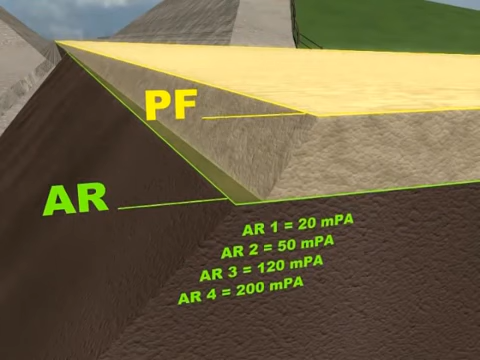 PF
AR
AR 1 = 20 mPA
AR 2 = 50 mPA
AR 3 = 120 mPA
AR 4 = 200 mPA